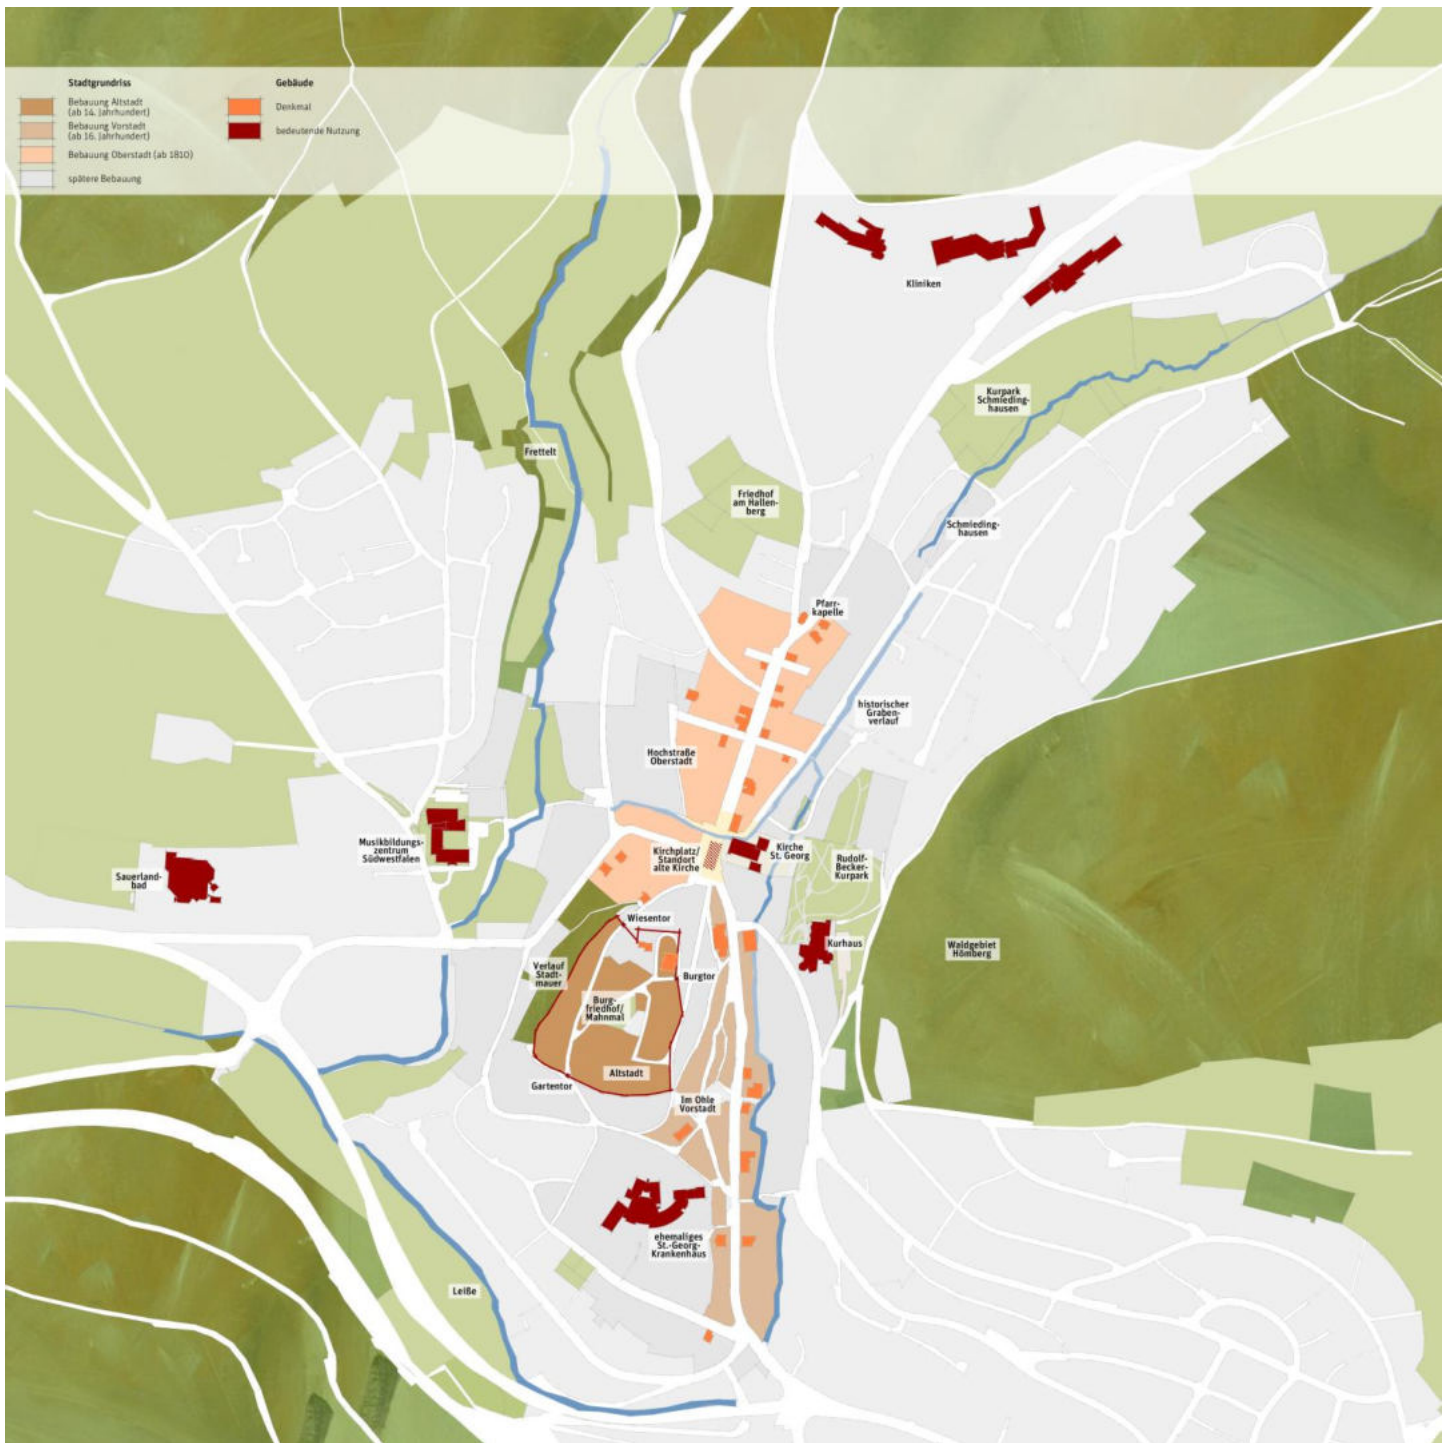 Stadtgrundriss
Bebauung Altstadt
(ab 14. Jahrhundert)
Bebauung Vorstadt
(ab 16. Jahrhundert)
Bebauung Oberstadt (ab 1810)
spätere Bebauung
Gebäude
Denkmal
bedeutende Nutzung
Kliniken
Kurpark
Schmieding-
hausen
Frettelt
Friedhof
am Hallen-
berg
Schmieding-
hausen
Pfarr-
kapelle
historischer
Graben-
verlauf
Hochstraße
Oberstadt
Musikbildungs-
zentrum
Südwestfalen
Kirchplatz/
Standort
alte Kirche
Kirche
St. Georg
Rudolf-
Becker-
Kurpark
Sauerland-
bad
Wiesentor
Kurhaus
Waldgebiet
Hömberg
Verlauf
Stadt-
mauer
Burgtor
Burg-
friedhof/
Mahnmal
Altstadt
Gartentor
Im Ohle
Vorstadt
ehemaliges
St.-Georg-
Krankenhaus
Leiße